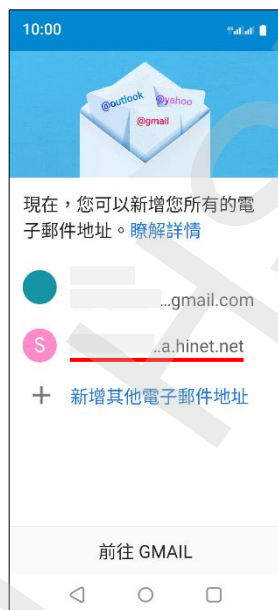 10:00
@outlook @yahoo
@gmail
現在，您可以新增您所有的電
子郵件地址。瞭解詳情
...gmail.com
S
..a.hinet.net
新增其他電子郵件地址
前往 GMAIL